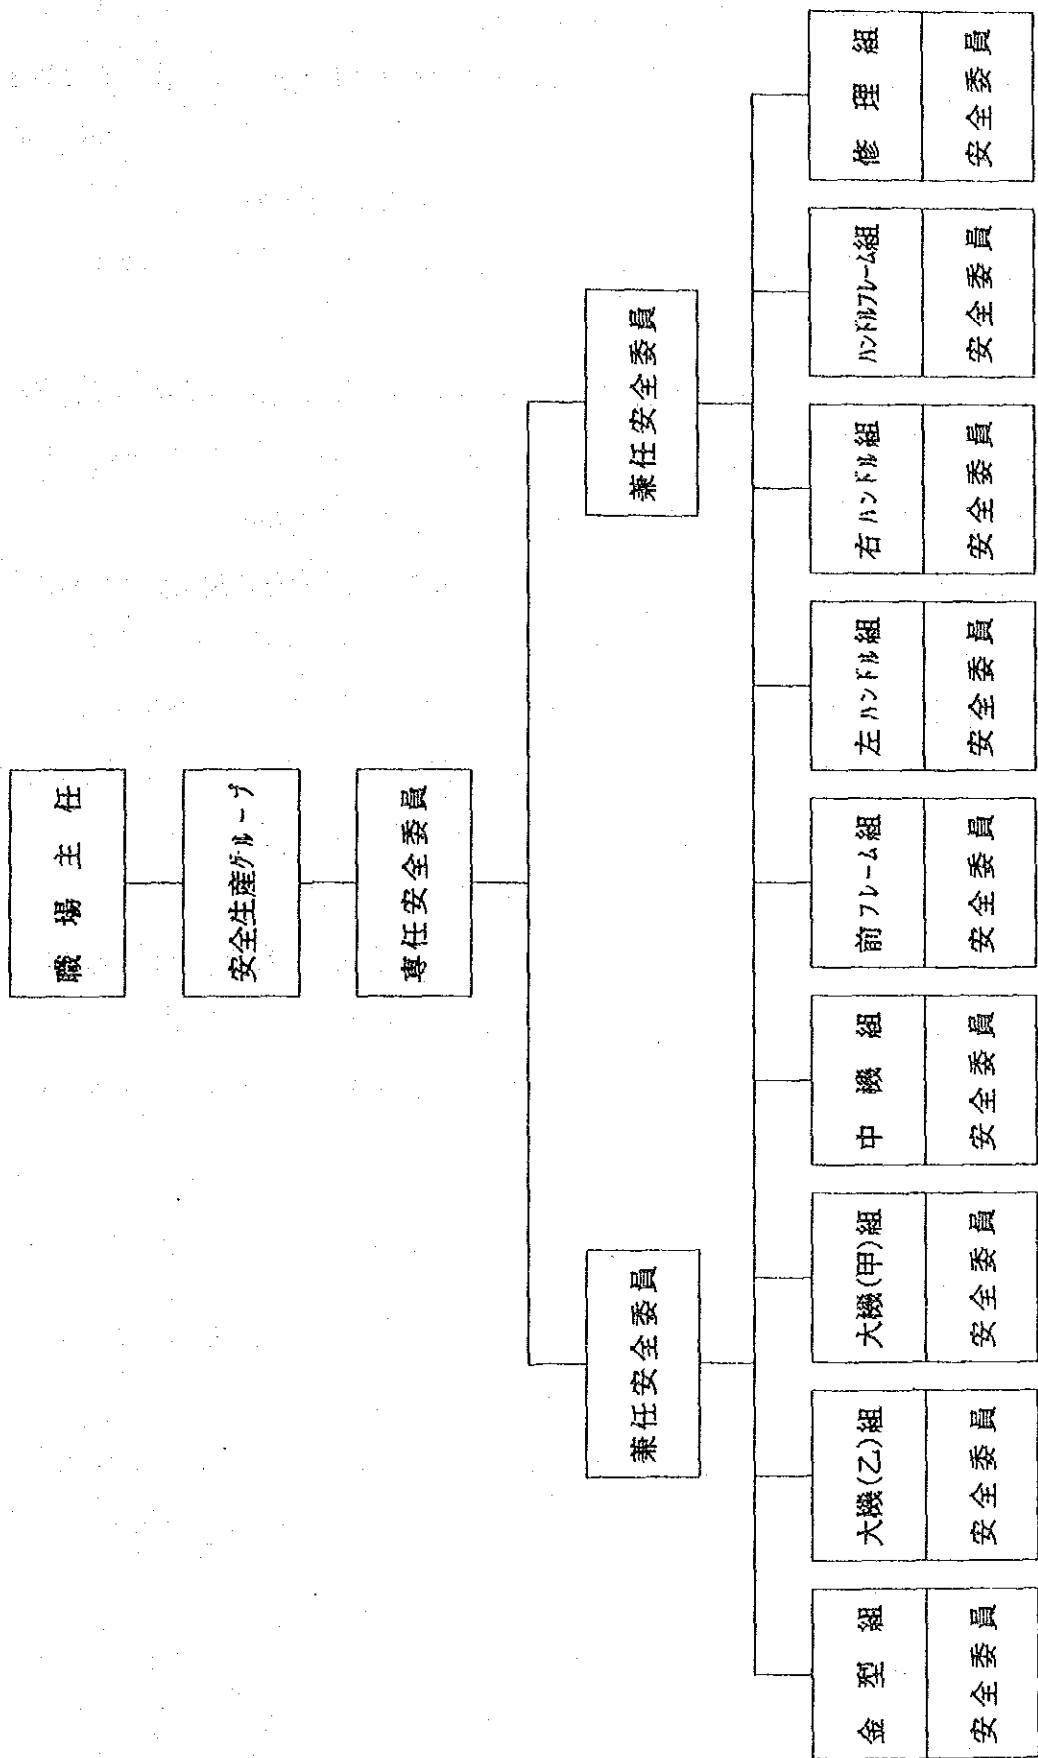 職場主任
安全生産グループ
専任安全委員
兼任安全委員
兼任安全委員
金型組
安全委員
大機(乙)組
安全委員
大機(甲)組
安全委員
中機組
安全委員
前フレーム組
安全委員
左ハンドル組
安全委員
右ハンドル組
安全委員
ハンドルフレーム組
安全委員
修理組
安全委員